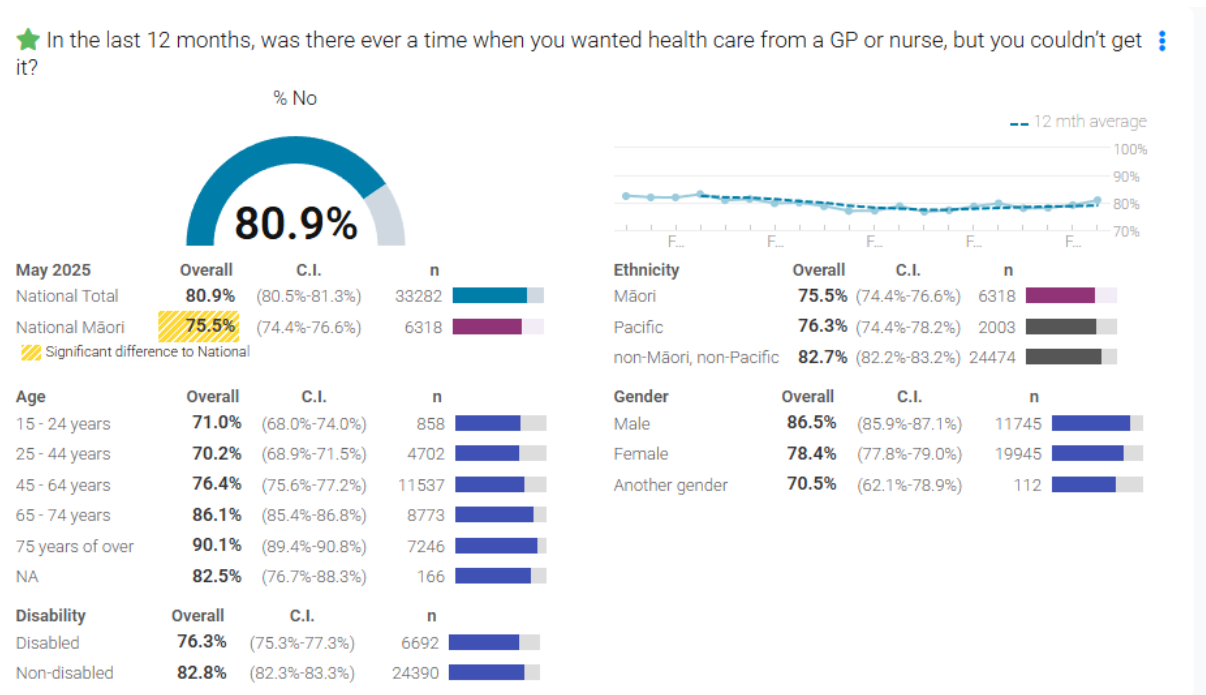 In the last 12 months, was there ever a time when you wanted health care from a GP or nurse, but you couldn't get
it?
% No
80.9%
12 mth average
100%
90%
80%
70%
F... F... F... F... F...
May 2025 Overall C.I. n
National Total 80.9% (80.5%-81.3%) 33282
National Māori 75.5% (74.4%-76.6%) 6318
Significant difference to National
Ethnicity Overall C.I. n
Māori 75.5% (74.4%-76.6%) 6318
Pacific 76.3% (74.4%-78.2%) 2003
non-Māori, non-Pacific 82.7% (82.2%-83.2%) 24474
Age Overall C.I. n
15 - 24 years 71.0% (68.0%-74.0%) 858
25 - 44 years 70.2% (68.9%-71.5%) 4702
45 - 64 years 76.4% (75.6%-77.2%) 11537
65 - 74 years 86.1% (85.4%-86.8%) 8773
75 years of over 90.1% (89.4%-90.8%) 7246
NA 82.5% (76.7%-88.3%) 166
Gender Overall C.I. n
Male 86.5% (85.9%-87.1%) 11745
Female 78.4% (77.8%-79.0%) 19945
Another gender 70.5% (62.1%-78.9%) 112
Disability Overall C.I. n
Disabled 76.3% (75.3%-77.3%) 6692
Non-disabled 82.8% (82.3%-83.3%) 24390